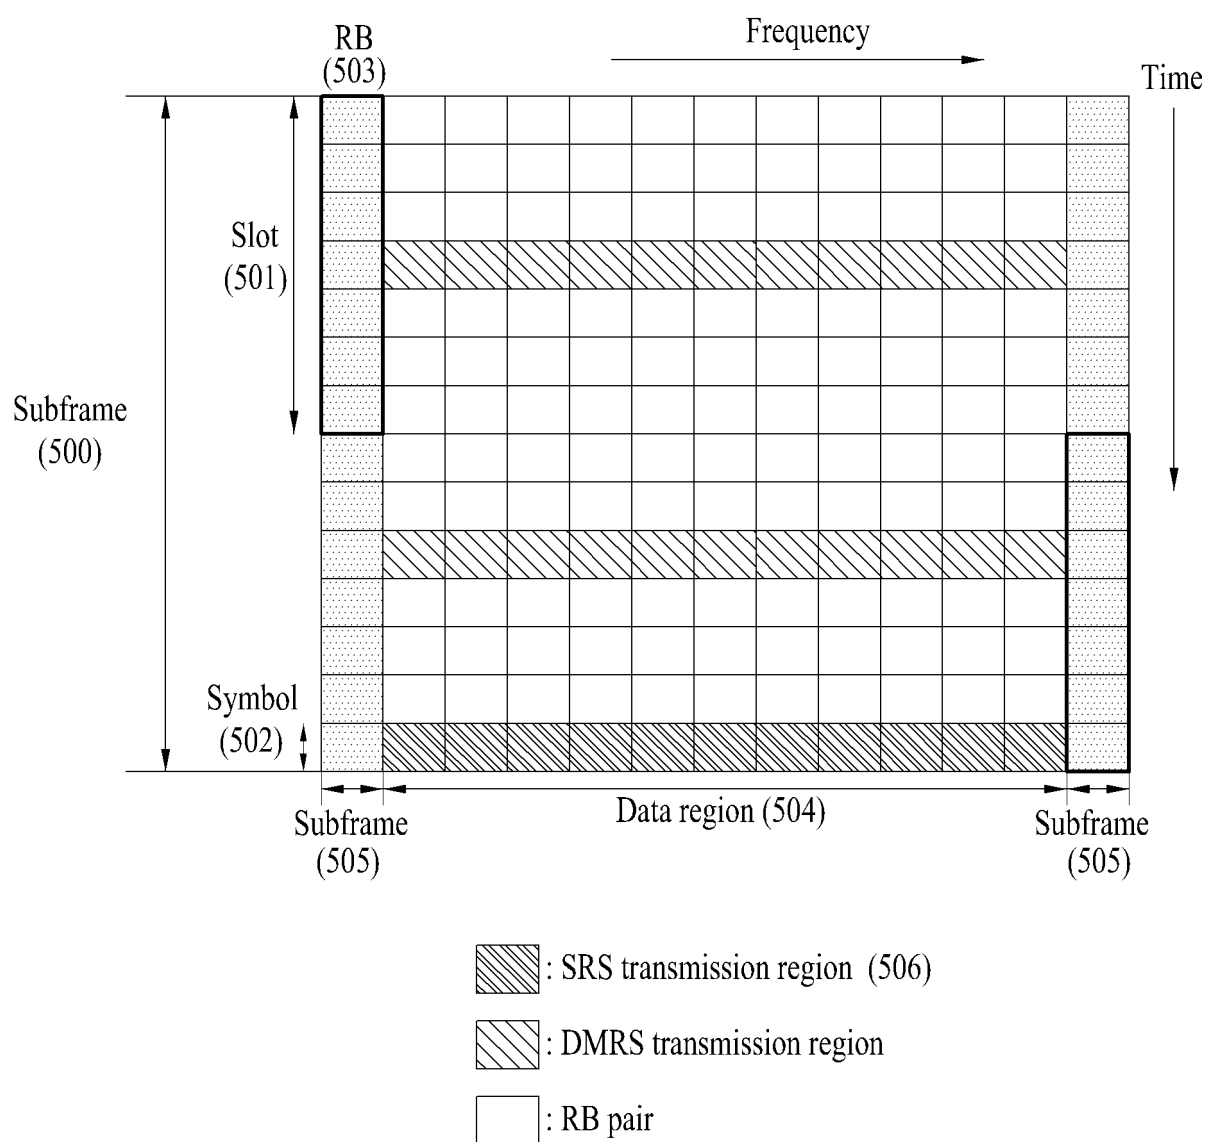 RB
(503)
Frequency
Time
Slot
(501)
Subframe
(500)
Symbol
(502)
Subframe
(505)
Data region (504)
Subframe
(505)
: SRS transmission region (506)
: DMRS transmission region
: RB pair